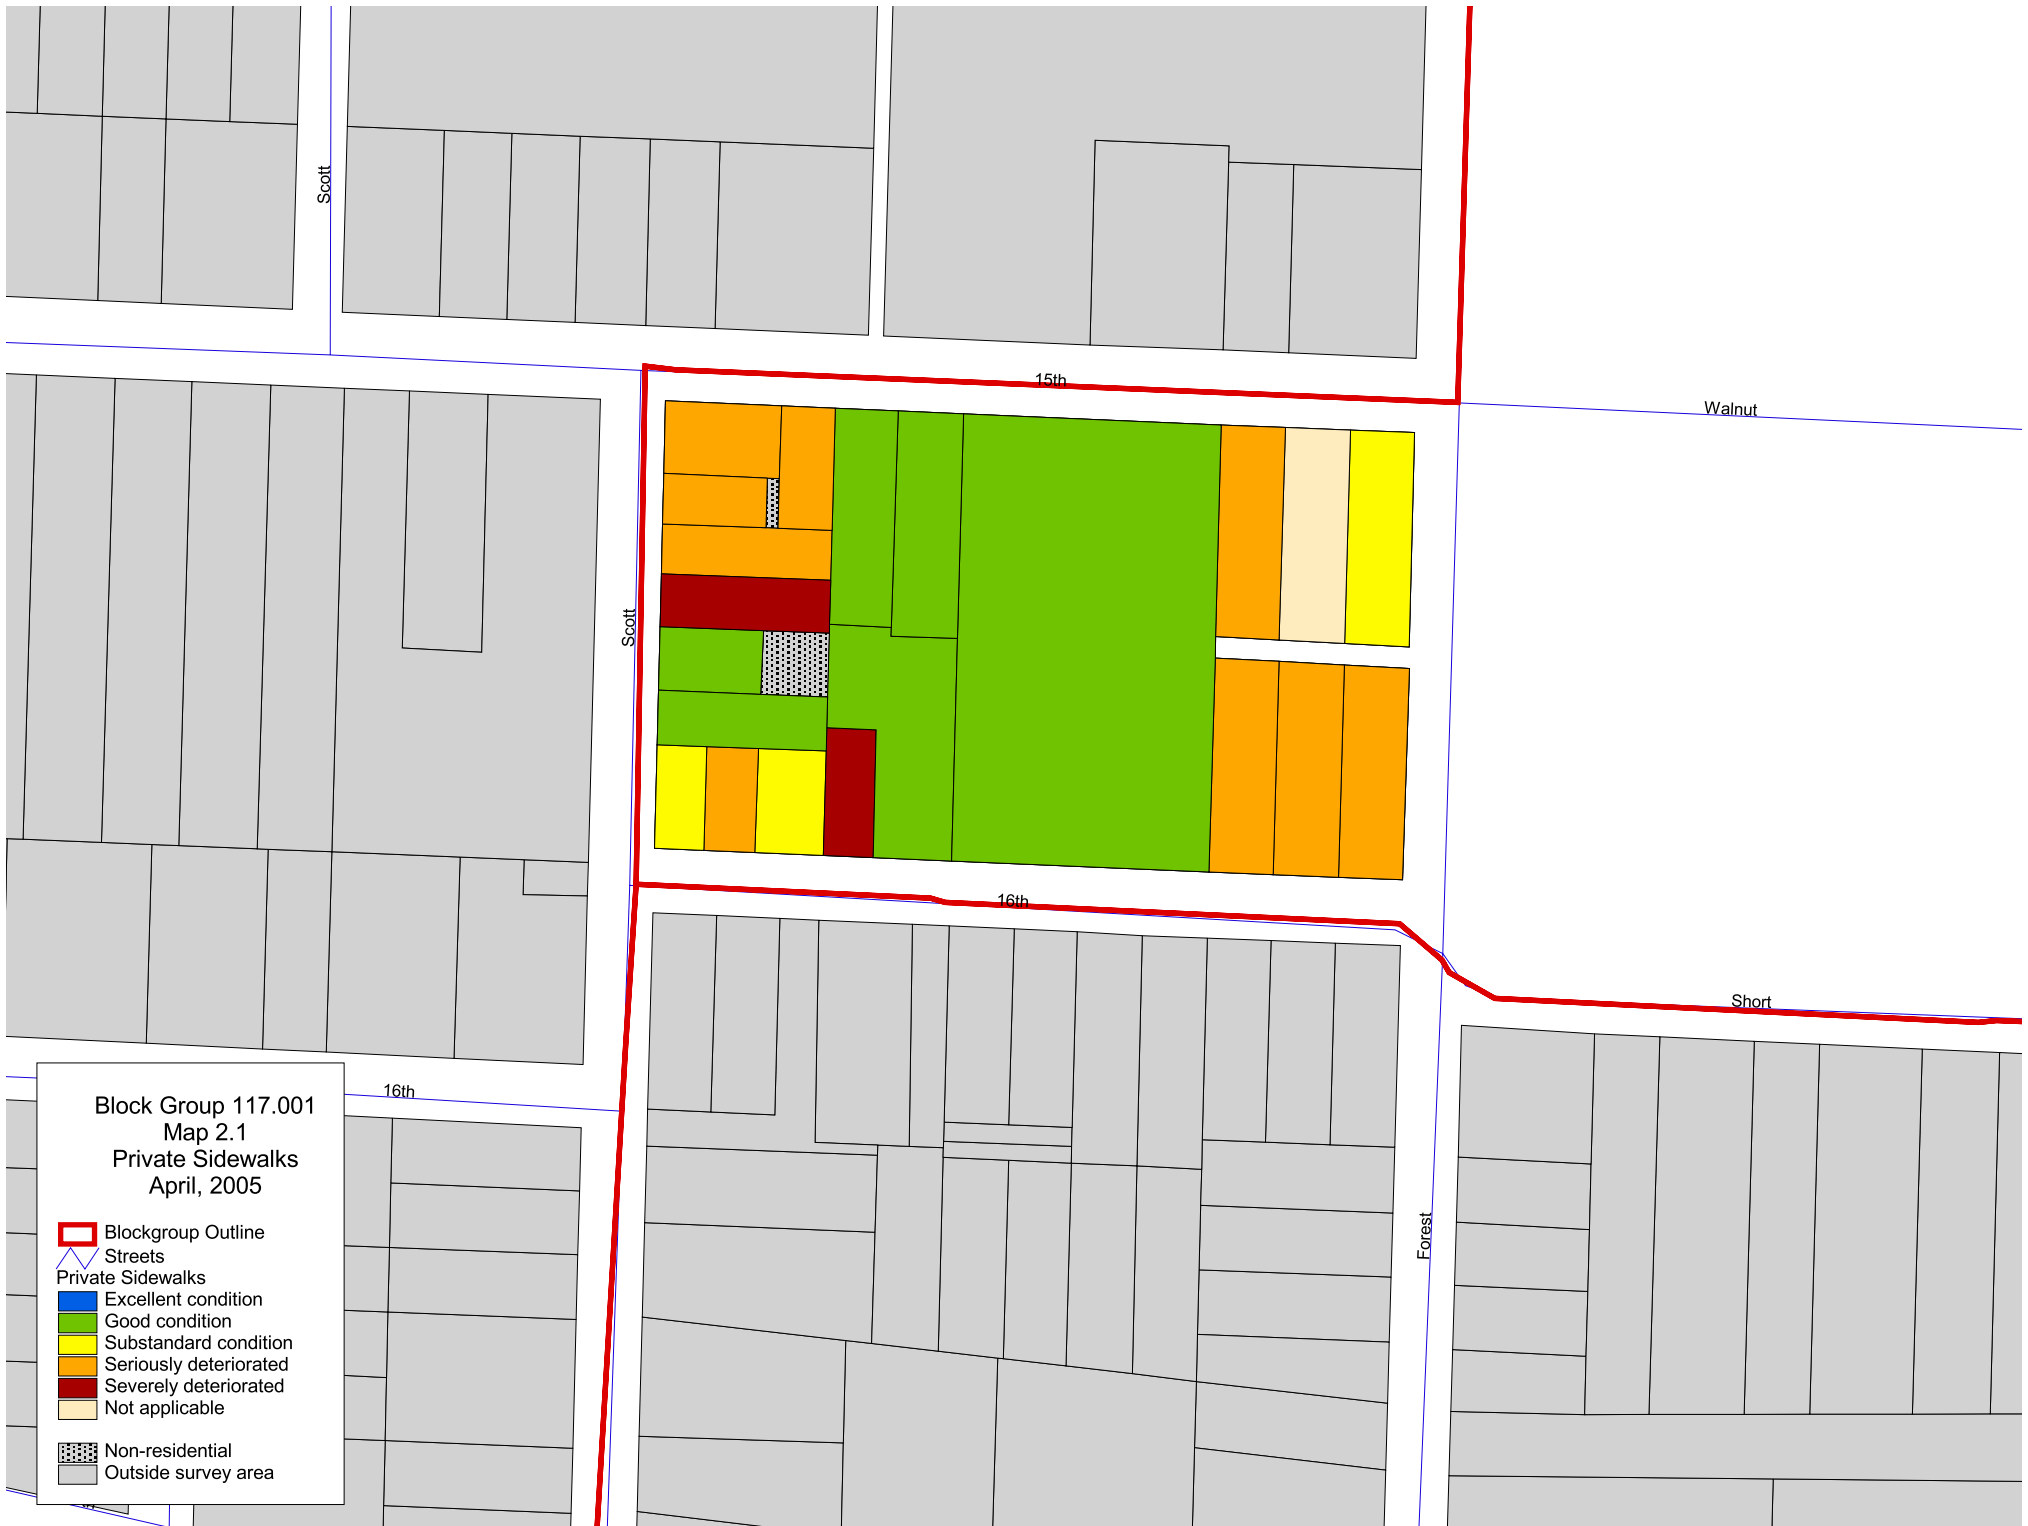 Scott
15th
Walnut
Scott
16th
Short
16th
Forest
Block Group 117.001
Map 2.1
Private Sidewalks
April, 2005
Blockgroup Outline
Streets
Private Sidewalks
Excellent condition
Good condition
Substandard condition
Seriously deteriorated
Severely deteriorated
Not applicable
Non-residential
Outside survey area